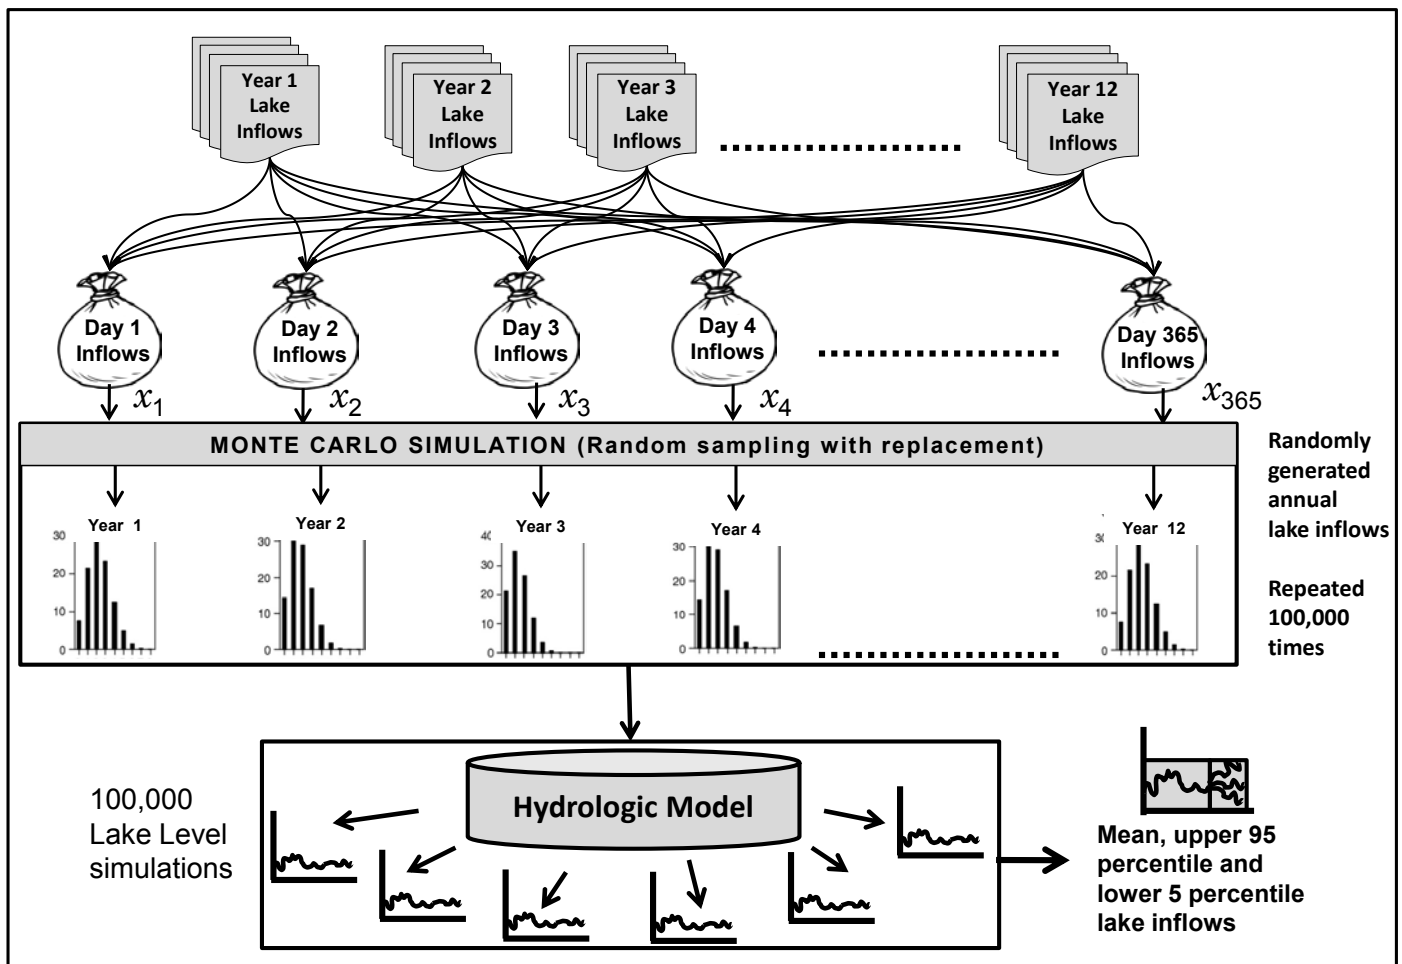 Year 1
Lake
Inflows
Year 2
Lake
Inflows
Year 3
Lake
Inflows
Year 12
Lake
Inflows
Day 1
Inflows
Day 2
Inflows
Day 3
Inflows
Day 4
Inflows
Day 365
Inflows
x1
x2
x3
x4
x365
MONTE CARLO SIMULATION (Random sampling with replacement)
Randomly
generated
annual
lake inflows
Repeated
100,000
times
Year 1
30
20
10
0
Year 2
30
20
10
0
Year 3
40
30
20
10
0
Year 4
30
20
10
0
Year 12
30
20
10
0
100,000
Lake Level
simulations
Hydrologic Model
Mean, upper 95
percentile and
lower 5 percentile
lake inflows